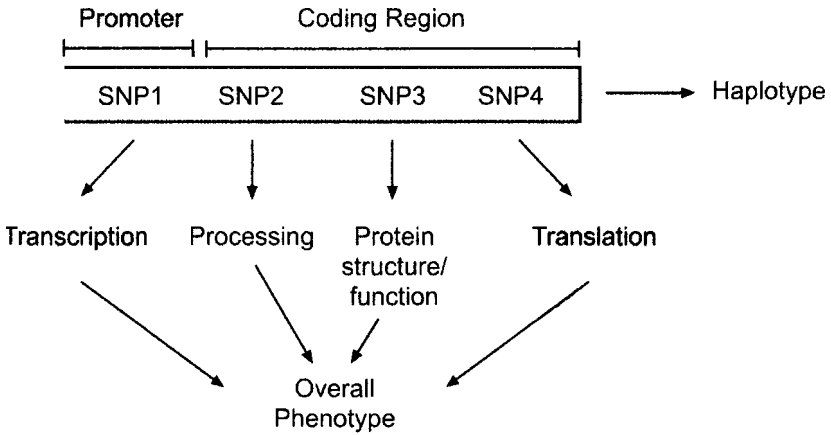 Promoter Coding Region
SNP1 SNP2 SNP3 SNP4 Haplotype
Transcription Processing Protein structure/ function Translation
Overall
Phenotype